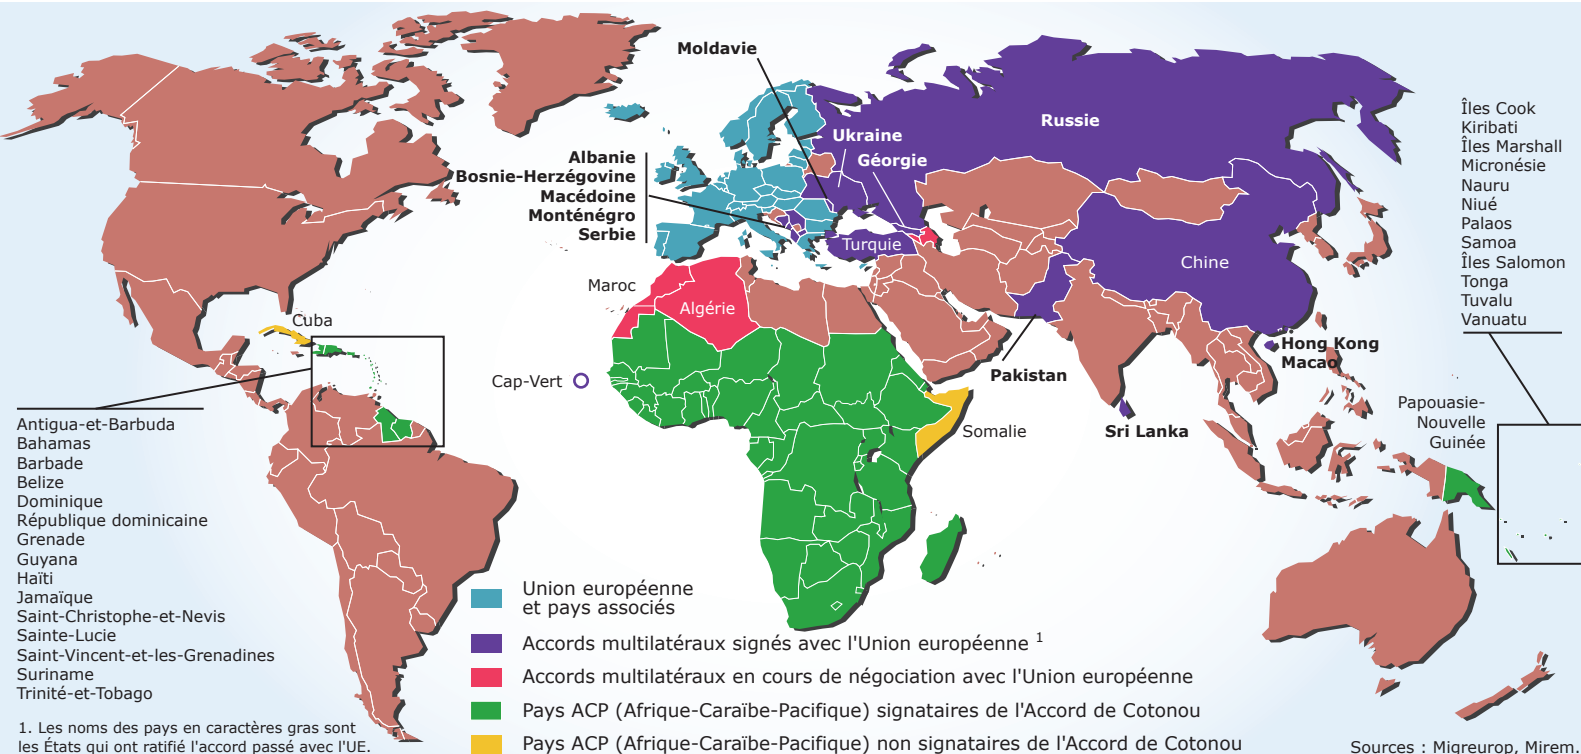 Moldavie
Ukraine
Russie
Géorgie
Albanie
Bosnie-Herzégovine
Macédoine
Monténégro
Serbie
Turquie
Chine
Maroc
Algérie
Cuba
Cap-Vert
Somalie
Pakistan
Hong Kong
Macao
Sri Lanka
Papouasie-
Nouvelle
Guinée
Îles Cook
Kiribati
Îles Marshall
Micronésie
Nauru
Niué
Palaos
Samoa
Îles Salomon
Tonga
Tuvalu
Vanuatu
Antigua-et-Barbuda
Bahamas
Barbade
Belize
Dominique
République dominicaine
Grenade
Guyana
Haïti
Jamaïque
Saint-Christophe-et-Nevis
Sainte-Lucie
Saint-Vincent-et-les-Grenadines
Suriname
Trinité-et-Tobago
1. Les noms des pays en caractères gras sont
les États qui ont ratifié l'accord passé avec l'UE.
Union européenne
et pays associés
Accords multilatéraux signés avec l'Union européenne 1
Accords multilatéraux en cours de négociation avec l'Union européenne
Pays ACP (Afrique-Caraïbe-Pacifique) signataires de l'Accord de Cotonou
Pays ACP (Afrique-Caraïbe-Pacifique) non signataires de l'Accord de Cotonou
Sources : Migreurop, Mirem.